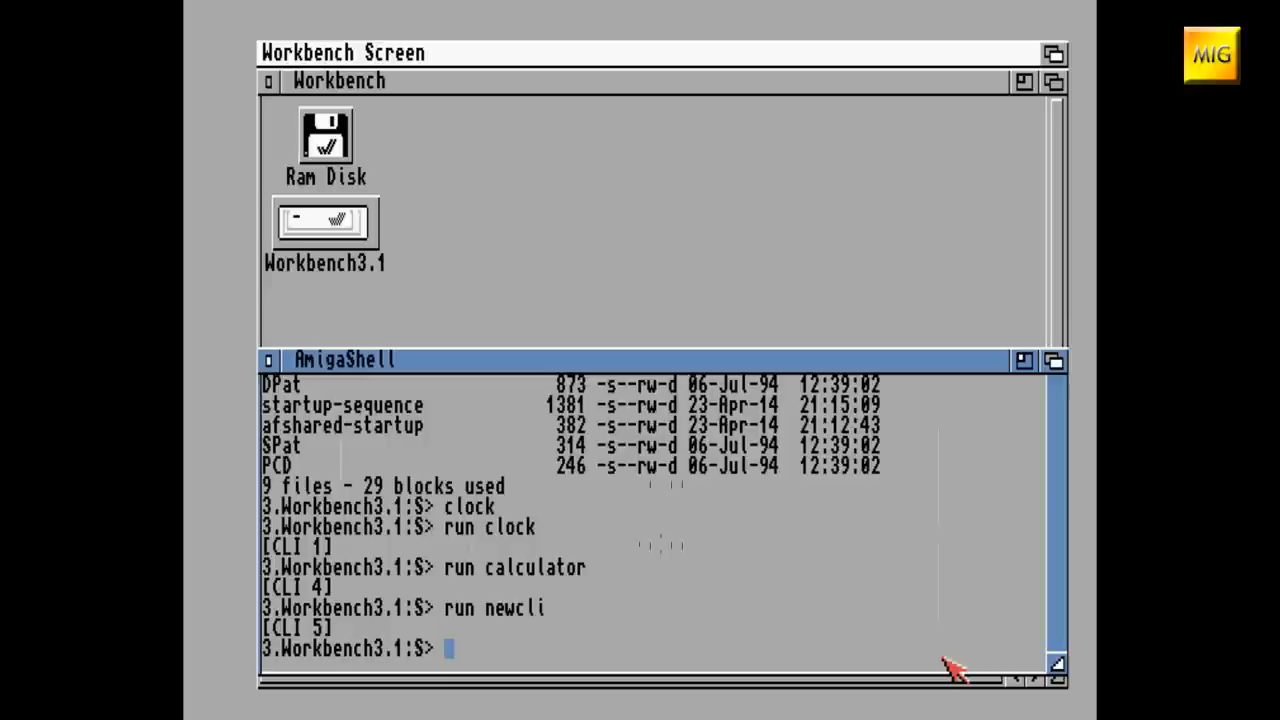 MIG
Workbench Screen
Workbench
Ram Disk
Workbench3.1
AmigaShell
DPat 873 -s--rw-d 06-Jul-94 12:39:02
startup-sequence 1381 -s--rw-d 23-Apr-14 21:15:09
afshared-startup 382 -s--rw-d 23-Apr-14 21:12:43
SPat 314 -s--rw-d 06-Jul-94 12:39:02
PCD 246 -s--rw-d 06-Jul-94 12:39:02
9 files - 29 blocks used
3.Workbench3.1:S> clock
3.Workbench3.1:S> run clock
[CLI 1]
3.Workbench3.1:S> run calculator
[CLI 4]
3.Workbench3.1:S> run newcli
[CLI 5]
3.Workbench3.1:S>